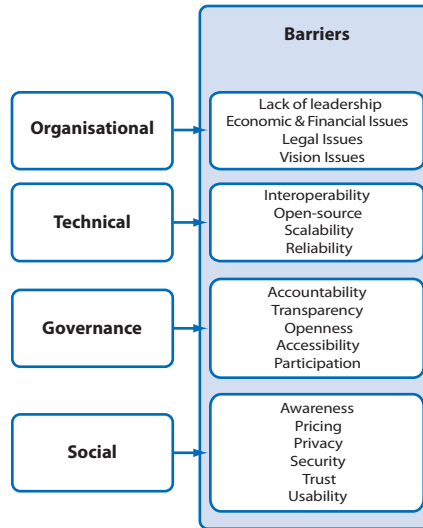 Barriers
Organisational
Lack of leadership
Economic & Financial Issues
Legal Issues
Vision Issues
Technical
Interoperability
Open-source
Scalability
Reliability
Governance
Accountability
Transparency
Openness
Accessibility
Participation
Social
Awareness
Pricing
Privacy
Security
Trust
Usability